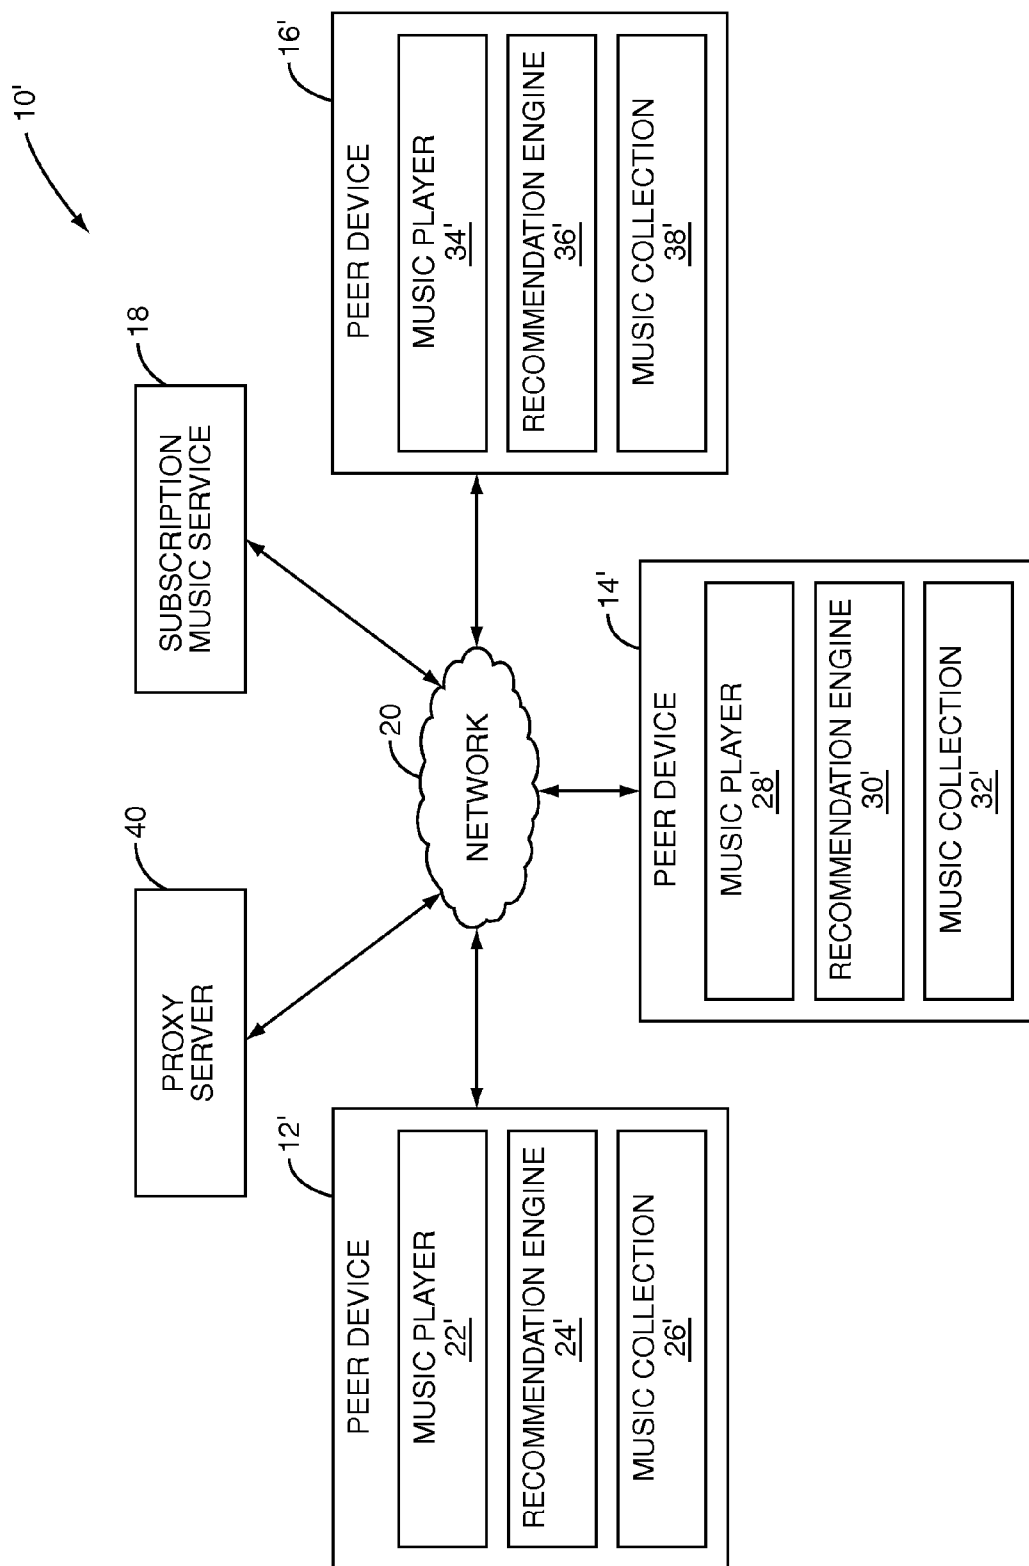 10'
PROXY
SERVER
40
SUBSCRIPTION
MUSIC SERVICE
18
NETWORK
20
12'
PEER DEVICE
MUSIC PLAYER
22'
RECOMMENDATION ENGINE
24'
MUSIC COLLECTION
26'
14'
PEER DEVICE
MUSIC PLAYER
28'
RECOMMENDATION ENGINE
30'
MUSIC COLLECTION
32'
16'
PEER DEVICE
MUSIC PLAYER
34'
RECOMMENDATION ENGINE
36'
MUSIC COLLECTION
38'